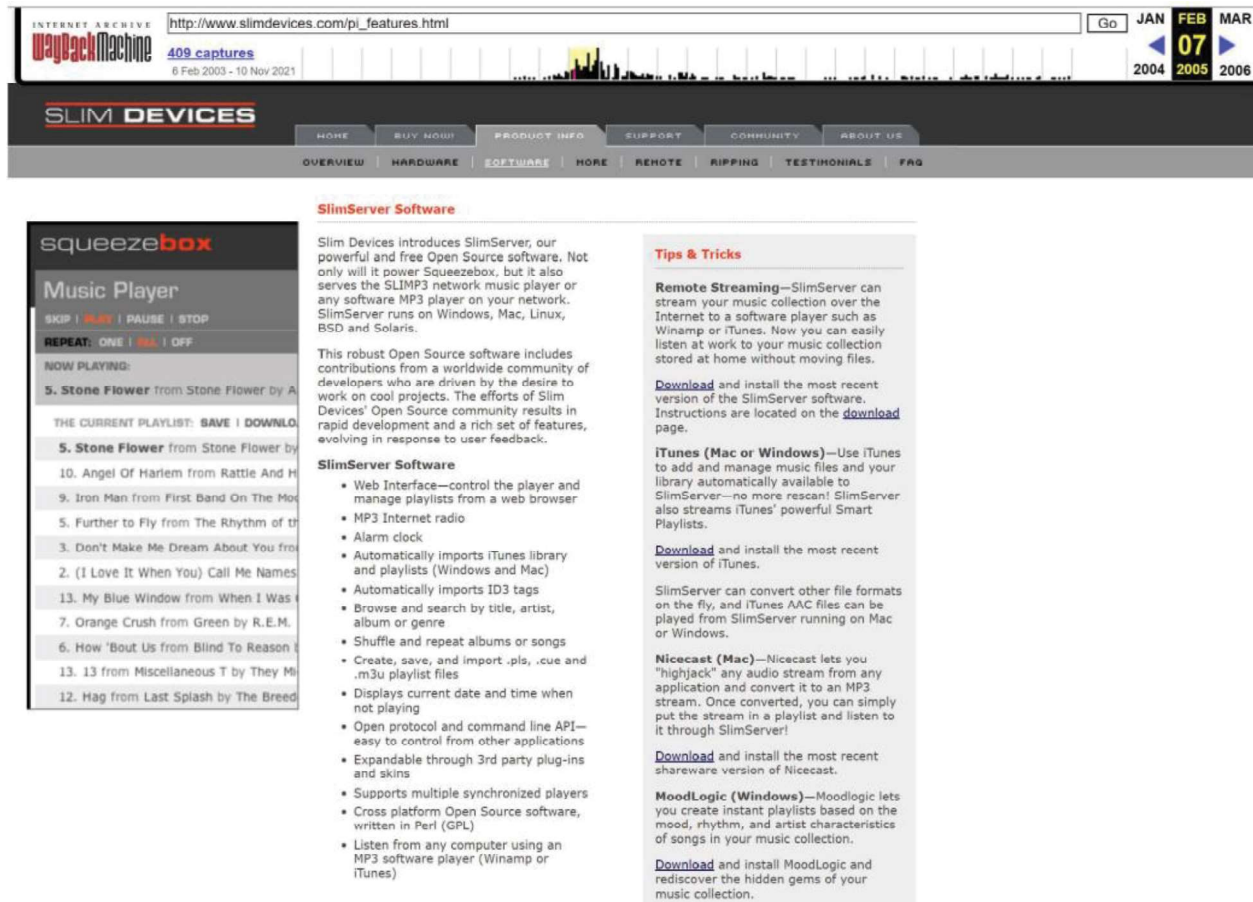 INTERNET ARCHIVE
WayBackMachine
http://www.slimdevices.com/pi_features.html
Go
JAN FEB MAR
409 captures
07
6 Feb 2003 - 10 Nov 2021
2004 2005 2006
SLIM DEVICES
HOME BUY NOW! PRODUCT INFO SUPPORT COMMUNITY ABOUT US
OVERVIEW | HARDWARE | SOFTWARE | MORE | REMOTE | RIPPING | TESTIMONIALS | FAQ
squeezebox
Music Player
SKIP | PLAY | PAUSE | STOP
REPEAT: ONE | ALL | OFF
NOW PLAYING:
5. Stone Flower from Stone Flower by A
THE CURRENT PLAYLIST: SAVE | DOWNLO
5. Stone Flower from Stone Flower by
10. Angel Of Harlem from Rattle And H
9. Iron Man from First Band On The Moo
5. Further to Fly from The Rhythm of th
3. Don't Make Me Dream About You fro
2. (I Love It When You) Call Me Names
13. My Blue Window from When I Was
7. Orange Crush from Green by R.E.M.
6. How 'Bout Us from Blind To Reason
13. 13 from Miscellaneous T by They Mi
12. Hag from Last Splash by The Breed
SlimServer Software
Slim Devices introduces SlimServer, our
powerful and free Open Source software. Not
only will it power Squeezebox, but it also
serves the SLIMP3 network music player or
any software MP3 player on your network.
SlimServer runs on Windows, Mac, Linux,
BSD and Solaris.
This robust Open Source software includes
contributions from a worldwide community of
developers who are driven by the desire to
work on cool projects. The efforts of Slim
Devices' Open Source community results in
rapid development and a rich set of features,
evolving in response to user feedback.
SlimServer Software
• Web Interface—control the player and
manage playlists from a web browser
• MP3 Internet radio
• Alarm clock
• Automatically imports iTunes library
and playlists (Windows and Mac)
• Automatically imports ID3 tags
• Browse and search by title, artist,
album or genre
• Shuffle and repeat albums or songs
• Create, save, and import .pls, .cue and
.m3u playlist files
• Displays current date and time when
not playing
• Open protocol and command line API—
easy to control from other applications
• Expandable through 3rd party plug-ins
and skins
• Supports multiple synchronized players
• Cross platform Open Source software,
written in Perl (GPL)
• Listen from any computer using an
MP3 software player (Winamp or
iTunes)
Tips & Tricks
Remote Streaming—SlimServer can
stream your music collection over the
Internet to a software player such as
Winamp or iTunes. Now you can easily
listen at work to your music collection
stored at home without moving files.
Download and install the most recent
version of the SlimServer software.
Instructions are located on the download
page.
iTunes (Mac or Windows)—Use iTunes
to add and manage music files and your
library automatically available to
SlimServer—no more rescan! SlimServer
also streams iTunes' powerful Smart
Playlists.
Download and install the most recent
version of iTunes.
SlimServer can convert other file formats
on the fly, and iTunes AAC files can be
played from SlimServer running on Mac
or Windows.
Nicecast (Mac)—Nicecast lets you
"highjack" any audio stream from any
application and convert it to an MP3
stream. Once converted, you can simply
put the stream in a playlist and listen to
it through SlimServer!
Download and install the most recent
shareware version of Nicecast.
MoodLogic (Windows)—Moodlogic lets
you create instant playlists based on the
mood, rhythm, and artist characteristics
of songs in your music collection.
Download and install MoodLogic and
rediscover the hidden gems of your
music collection.